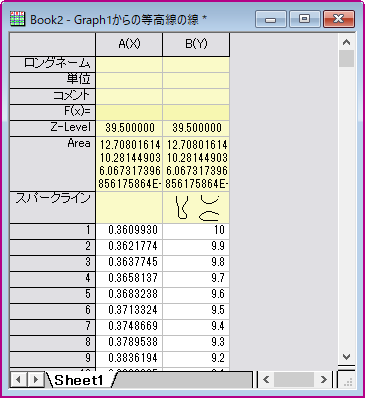 Book2 - Graph1からの等高線の線 *
A(X) B(Y)
ロングネーム
単位
コメント
F(x)=
Z-Level 39.500000 39.500000
Area 12.70801614 12.70801614
10.28144903 10.28144903
6.067317396 6.067317396
856175864E- 856175864E-
スパークライン
1 0.3609930 10
2 0.3621774 9.9
3 0.3637745 9.8
4 0.3658137 9.7
5 0.3683238 9.6
6 0.3713324 9.5
7 0.3748669 9.4
8 0.3789538 9.3
9 0.3836194 9.2
Sheet1